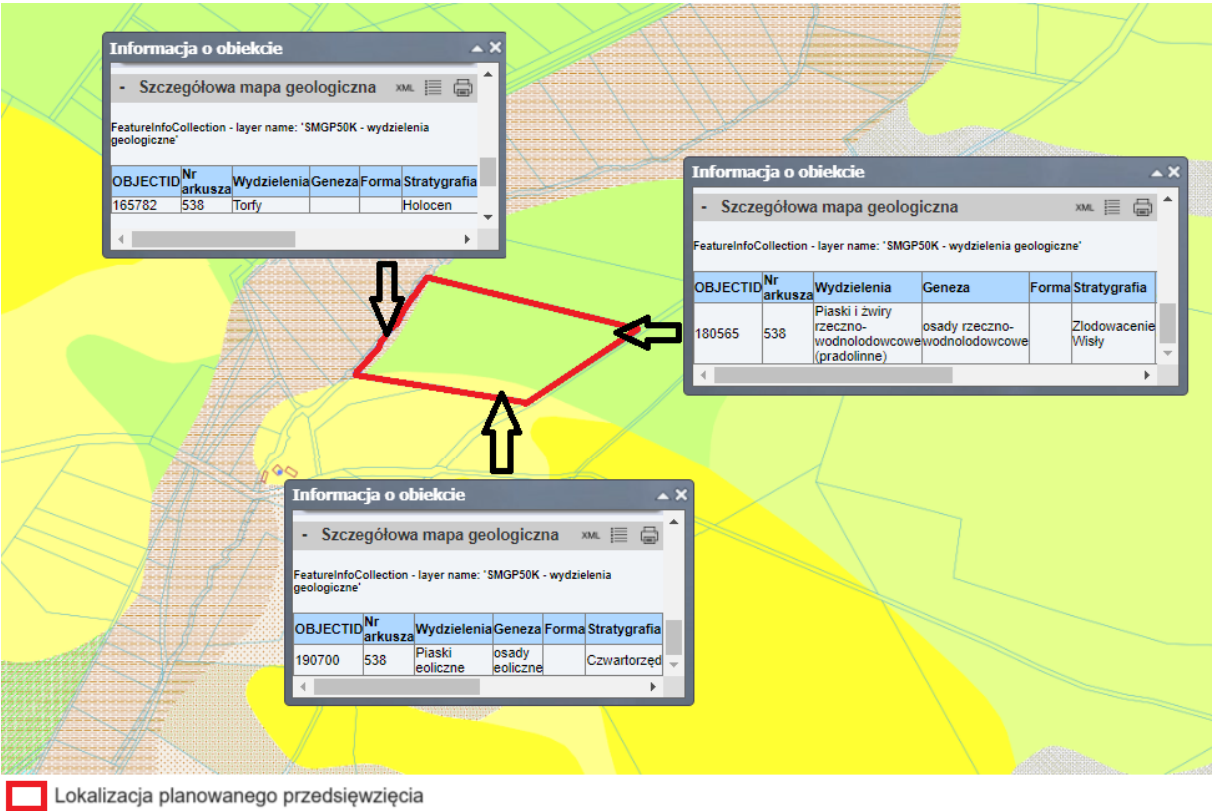 Informacja o obiekcie
- Szczegółowa mapa geologiczna XML
FeatureInfoCollection - layer name: 'SMGP50K - wydzielenia
geologiczne'
OBJECTID Nr arkusza Wydzielenia Geneza Forma Stratygrafia
165782 538 Torfy Holocen
Informacja o obiekcie
- Szczegółowa mapa geologiczna XML
FeatureInfoCollection - layer name: 'SMGP50K - wydzielenia geologiczne'
OBJECTID Nr arkusza Wydzielenia Geneza Forma Stratygrafia
180565 538 Piaski i żwiry rzeczno-wodnolodowcowe (pradolinne) osady rzeczno-wodnolodowcowe Zlodowacenie Wisły
Informacja o obiekcie
- Szczegółowa mapa geologiczna XML
FeatureInfoCollection - layer name: 'SMGP50K - wydzielenia
geologiczne'
OBJECTID Nr arkusza Wydzielenia Geneza Forma Stratygrafia
190700 538 Piaski eoliczne osady eoliczne Czwartorzęd
Lokalizacja planowanego przedsięwzięcia